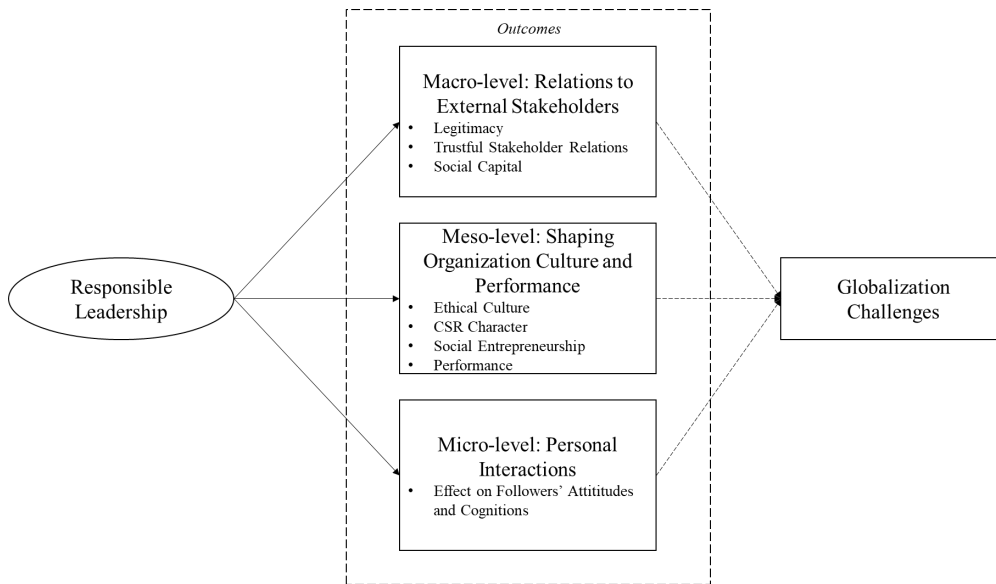 Outcomes
Macro-level: Relations to
External Stakeholders
• Legitimacy
• Trustful Stakeholder Relations
• Social Capital
Meso-level: Shaping
Organization Culture and
Performance
• Ethical Culture
• CSR Character
• Social Entrepreneurship
• Performance
Responsible
Leadership
Globalization
Challenges
Micro-level: Personal
Interactions
• Effect on Followers' Attititudes
and Cognitions